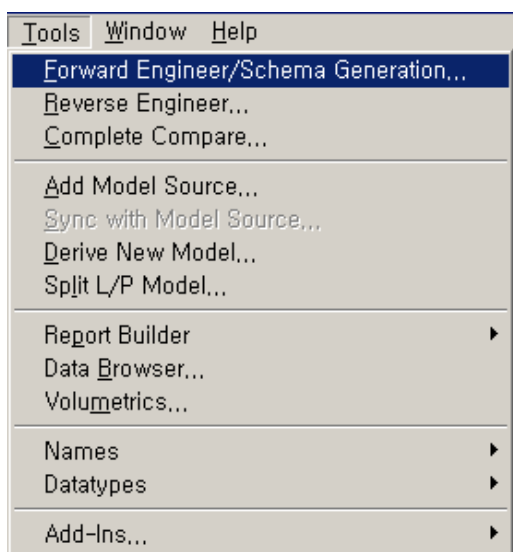 Tools Window Help
Forward Engineer/Schema Generation...
Reverse Engineer...
Complete Compare...
Add Model Source...
Sync with Model Source...
Derive New Model...
Split L/P Model...
Report Builder
Data Browser...
Volumetrics...
Names
Datatypes
Add-Ins...